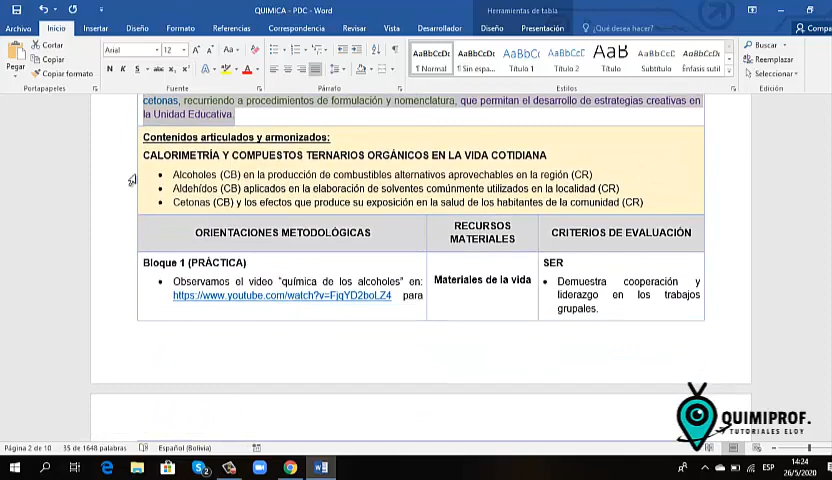 QUIMICA - PDC - Word
Herramientas de tabla
Archivo Inicio Insertar Diseño Formato Referencias Correspondencia Revisar Vista Desarrollador Diseño Presentación ¿Qué desea hacer? Compa
Pegar
Cortar
Copiar
Copiar formato
Portapapeles
Arial 12
Fuente
Párrafo
AaBbCcDc ¶ Normal
AaBbCcDc ¶ Sin espa...
AaBbCc Título 1
AaBbCcC Título 2
AaB Título
AaBbCcD Subtítulo
AaBbCcDc Énfasis sutil
Estilos
Buscar
Reemplazar
Seleccionar
Edición
cetonas, recurriendo a procedimientos de formulación y nomenclatura, que permitan el desarrollo de estrategias creativas en
la Unidad Educativa
Contenidos articulados y armonizados:
CALORIMETRÍA Y COMPUESTOS TERNARIOS ORGÁNICOS EN LA VIDA COTIDIANA
• Alcoholes (CB) en la producción de combustibles alternativos aprovechables en la región (CR)
• Aldehídos (CB) aplicados en la elaboración de solventes comúnmente utilizados en la localidad (CR)
• Cetonas (CB) y los efectos que produce su exposición en la salud de los habitantes de la comunidad (CR)
ORIENTACIONES METODOLÓGICAS
RECURSOS
MATERIALES
CRITERIOS DE EVALUACIÓN
Bloque 1 (PRÁCTICA)
• Observamos el video "química de los alcoholes" en:
https://www.youtube.com/watch?v=FjqYD2boLZ4 para
Materiales de la vida
SER
• Demuestra cooperación y
liderazgo en los trabajos
grupales.
QUIMIPROF.
TUTORIALES ELOY
Página 2 de 10 35 de 1648 palabras Español (Bolivia)
ESP
14:24
26/5/2020